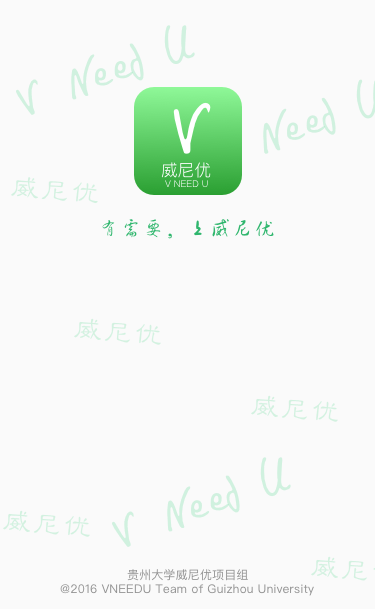 V Need U
Need U
V
威尼优
V NEED U
威尼优
有需要，上威尼优
威尼优
威尼优
V Need U
威尼优
威尼优
贵州大学威尼优项目组
@2016 VNEEDU Team of Guizhou University